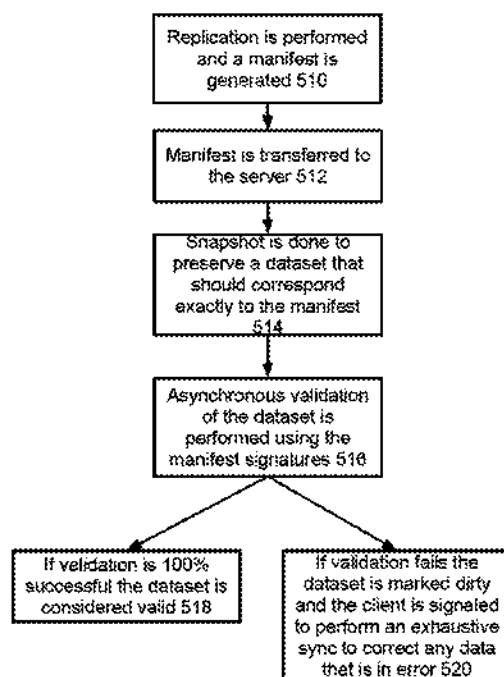 Replication is performed
and a manifest is
generated 510
Manifest is transferred to
the server 512
Snapshot is done to
preserve a dataset that
should correspond
exactly to the manifest
514
Asynchronous validation
of the dataset is
performed using the
manifest signatures 516
If validation is 100%
successful the dataset is
considered valid 518
If validation fails the
dataset is marked dirty
and the client is signaled
to perform an exhaustive
sync to correct any data
that is in error 520